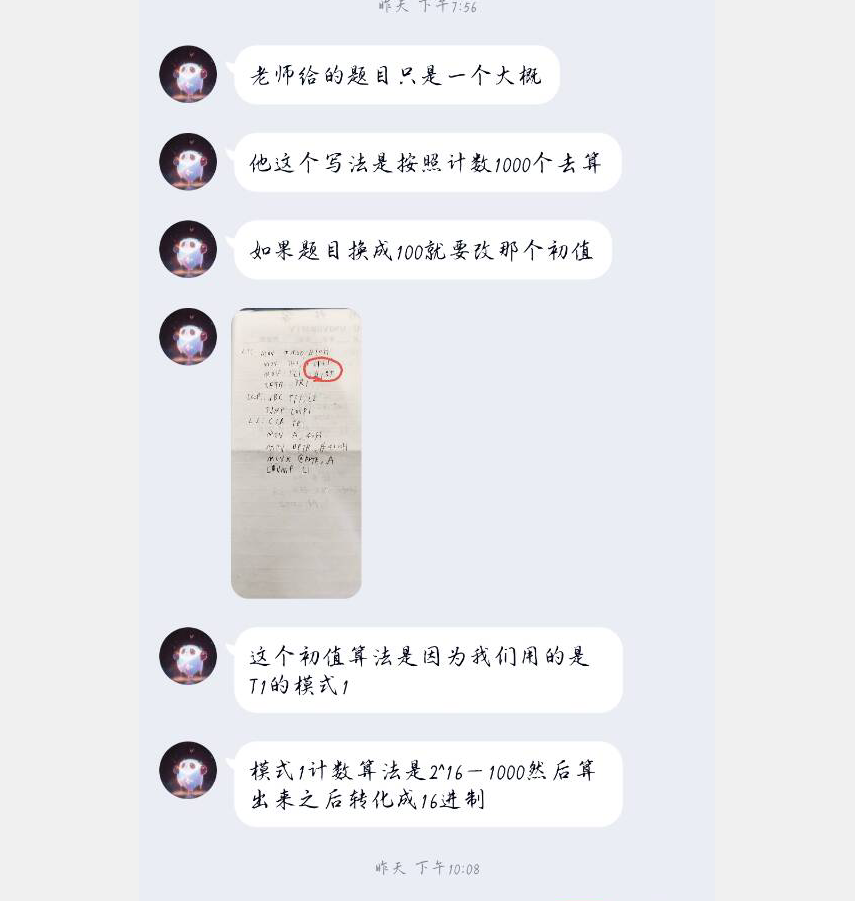 昨天 下午7:56
老师给的题目只是一个大概
他这个写法是按照计数1000个去算
如果题目换成100就要改那个初值
MOV
SETB TR1
MOVX @DPTR, A
这个初值算法是因为我们用的是
T1的模式1
模式1计数算法是2^16-1000然后算
出来之后转化成16进制
昨天 下午10:08